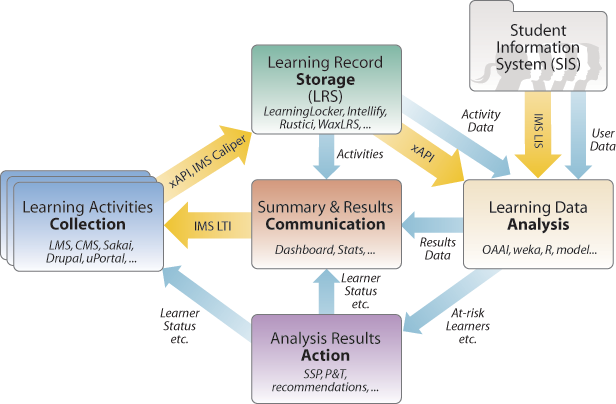 Student
Information
System (SIS)
Learning Record
Storage
(LRS)
LearningLocker, Intellify,
Rustici, WaxLRS, ...
Activity
Data
IMS LIS
User
Data
xAPI, IMS Caliper
Activities
xAPI
Learning Activities
Collection
LMS, CMS, Sakai,
Drupal, uPortal, ...
IMS LTI
Summary & Results
Communication
Dashboard, Stats, ...
Results
Data
Learning Data
Analysis
OAAI, weka, R, model...
Learner
Status
etc.
Learner
Status
etc.
At-risk
Learners etc.
Analysis Results
Action
SSP, P&T,
recommendations, ...